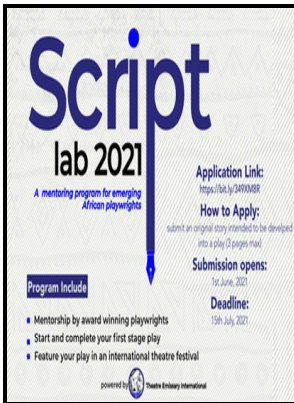 Script
lab 2021
A mentoring program for emerging
African playwrights
Application Link:
https://bit.ly/349XM8R
How to Apply:
submit an original story intended to be develped
into a play (3 pages max)
Submission opens:
1st June, 2021
Deadline:
15th July, 2021
Program Include
Mentorship by award winning playwrights
Start and complete your first stage play
Feature your play in an international theatre festival
powered by Theatre Emissary International